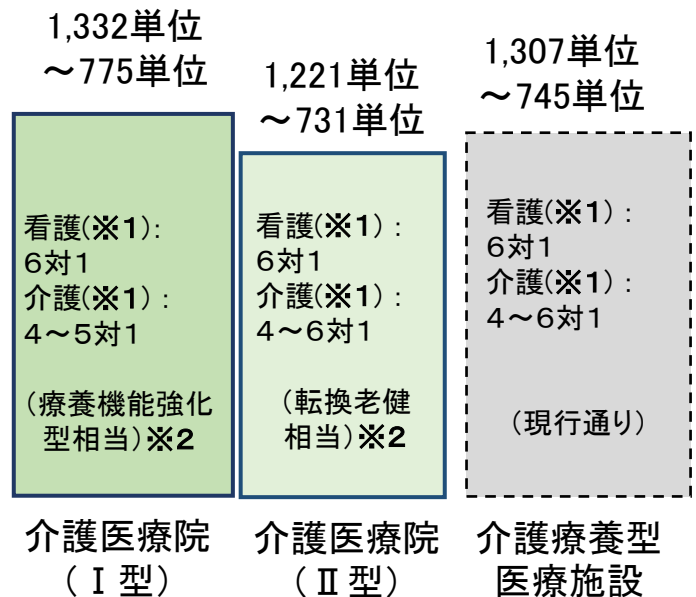 1,332単位
～775単位
看護(※1):
6対1
介護(※1):
4～5対1
(療養機能強化
型相当)※2
介護医療院
(Ⅰ型)
1,221単位
～731単位
看護(※1):
6対1
介護(※1):
4～6対1
(転換老健
相当)※2
介護医療院
(Ⅱ型)
1,307単位
～745単位
看護(※1):
6対1
介護(※1):
4～6対1
(現行通り)
介護療養型
医療施設